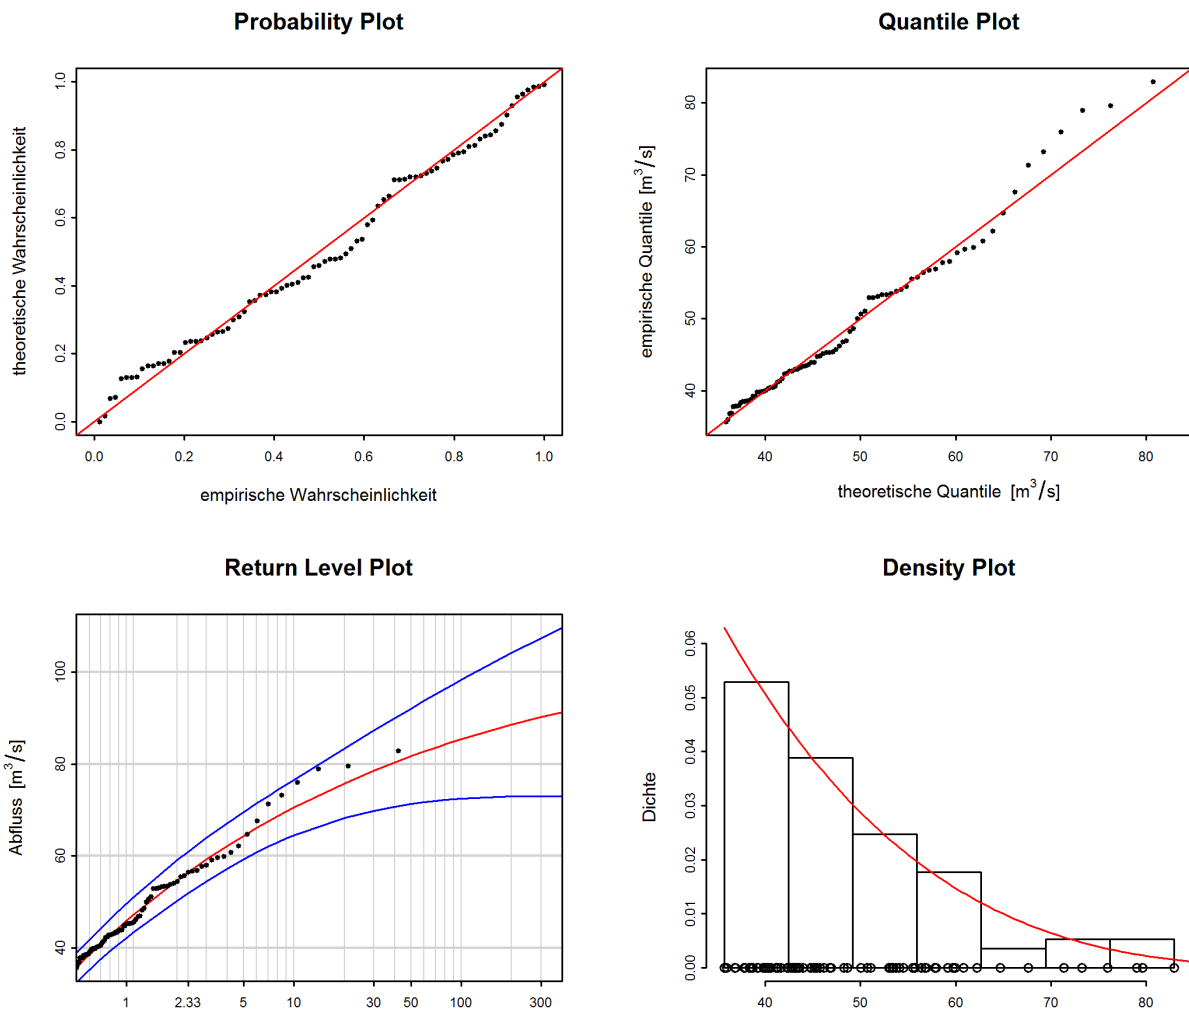 Probability Plot
theoretische Wahrscheinlichkeit
0.0 0.2 0.4 0.6 0.8 1.0
0.0 0.2 0.4 0.6 0.8 1.0
empirische Wahrscheinlichkeit
Quantile Plot
empirische Quantile [m³/s]
40 50 60 70 80
40 50 60 70 80
theoretische Quantile [m³/s]
Return Level Plot
Abfluss [m³/s]
40 60 80 100
1 2.33 5 10 30 50 100 300
Density Plot
Dichte
0.00 0.01 0.02 0.03 0.04 0.05 0.06
40 50 60 70 80